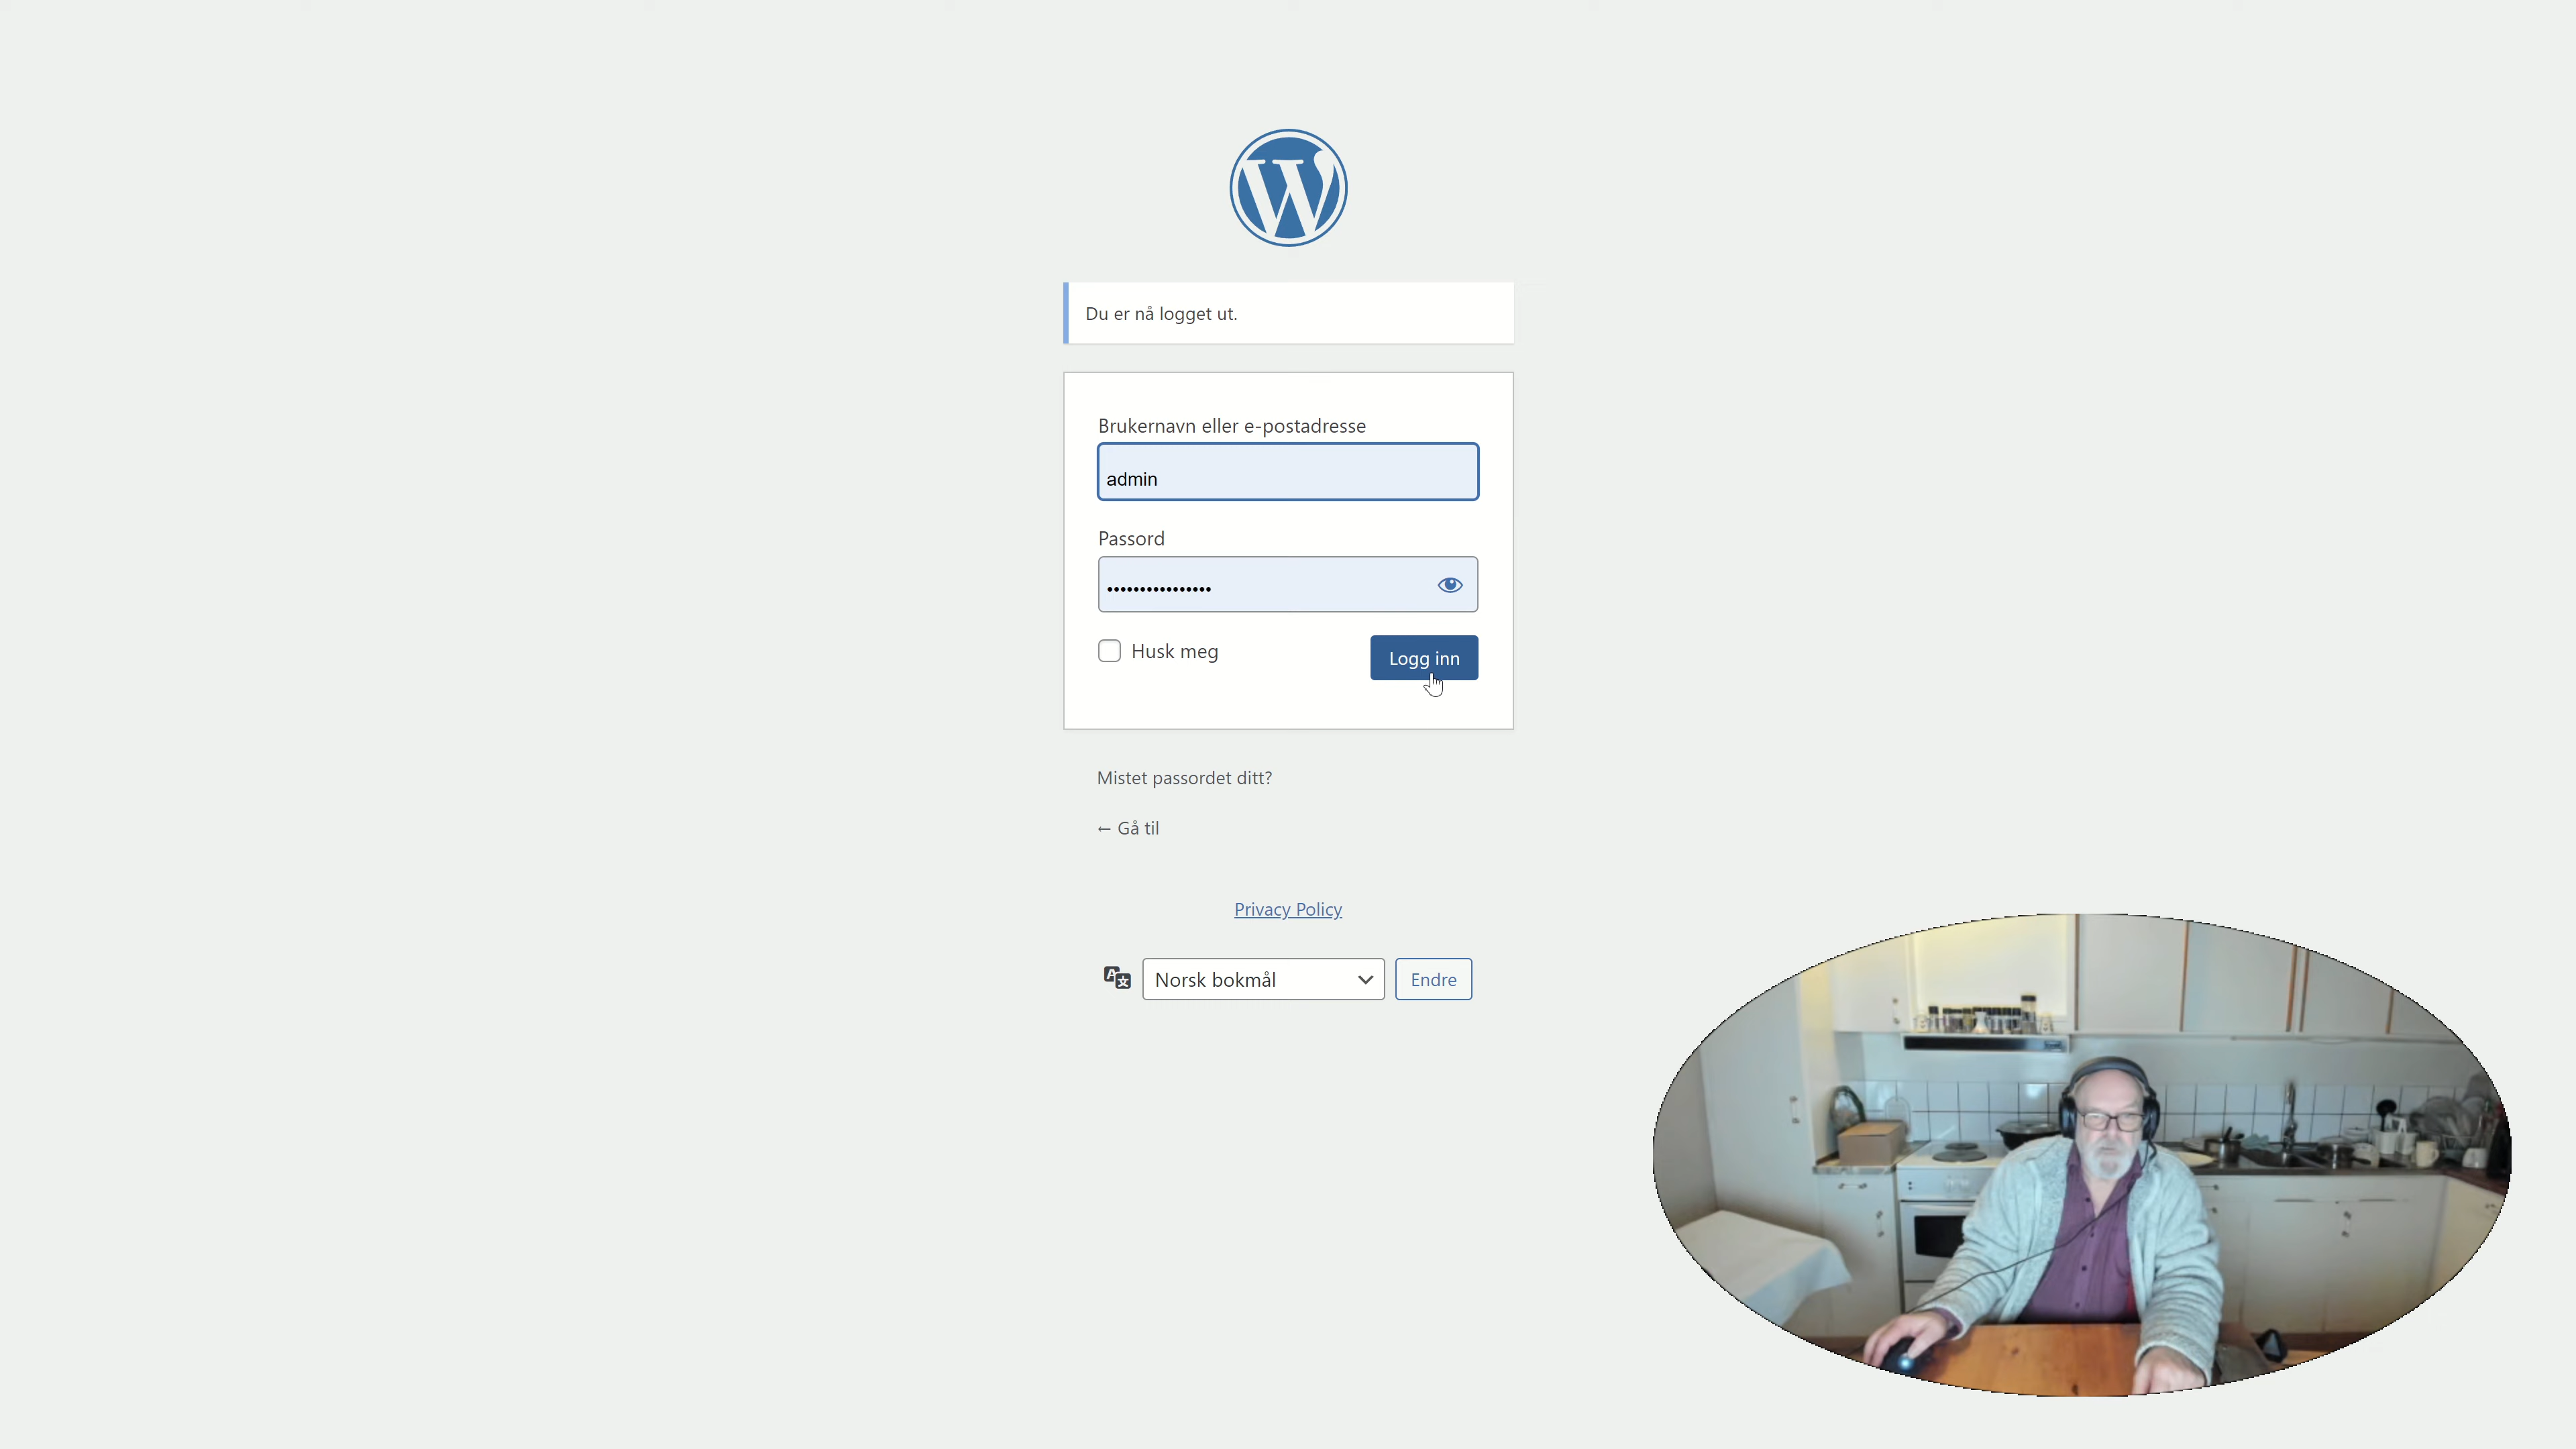 Du er nå logget ut.
Brukernavn eller e-postadresse
admin
Passord
••••••••••••••••
Husk meg
Logg inn
Mistet passordet ditt?
← Gå til
Privacy Policy
Norsk bokmål
Endre